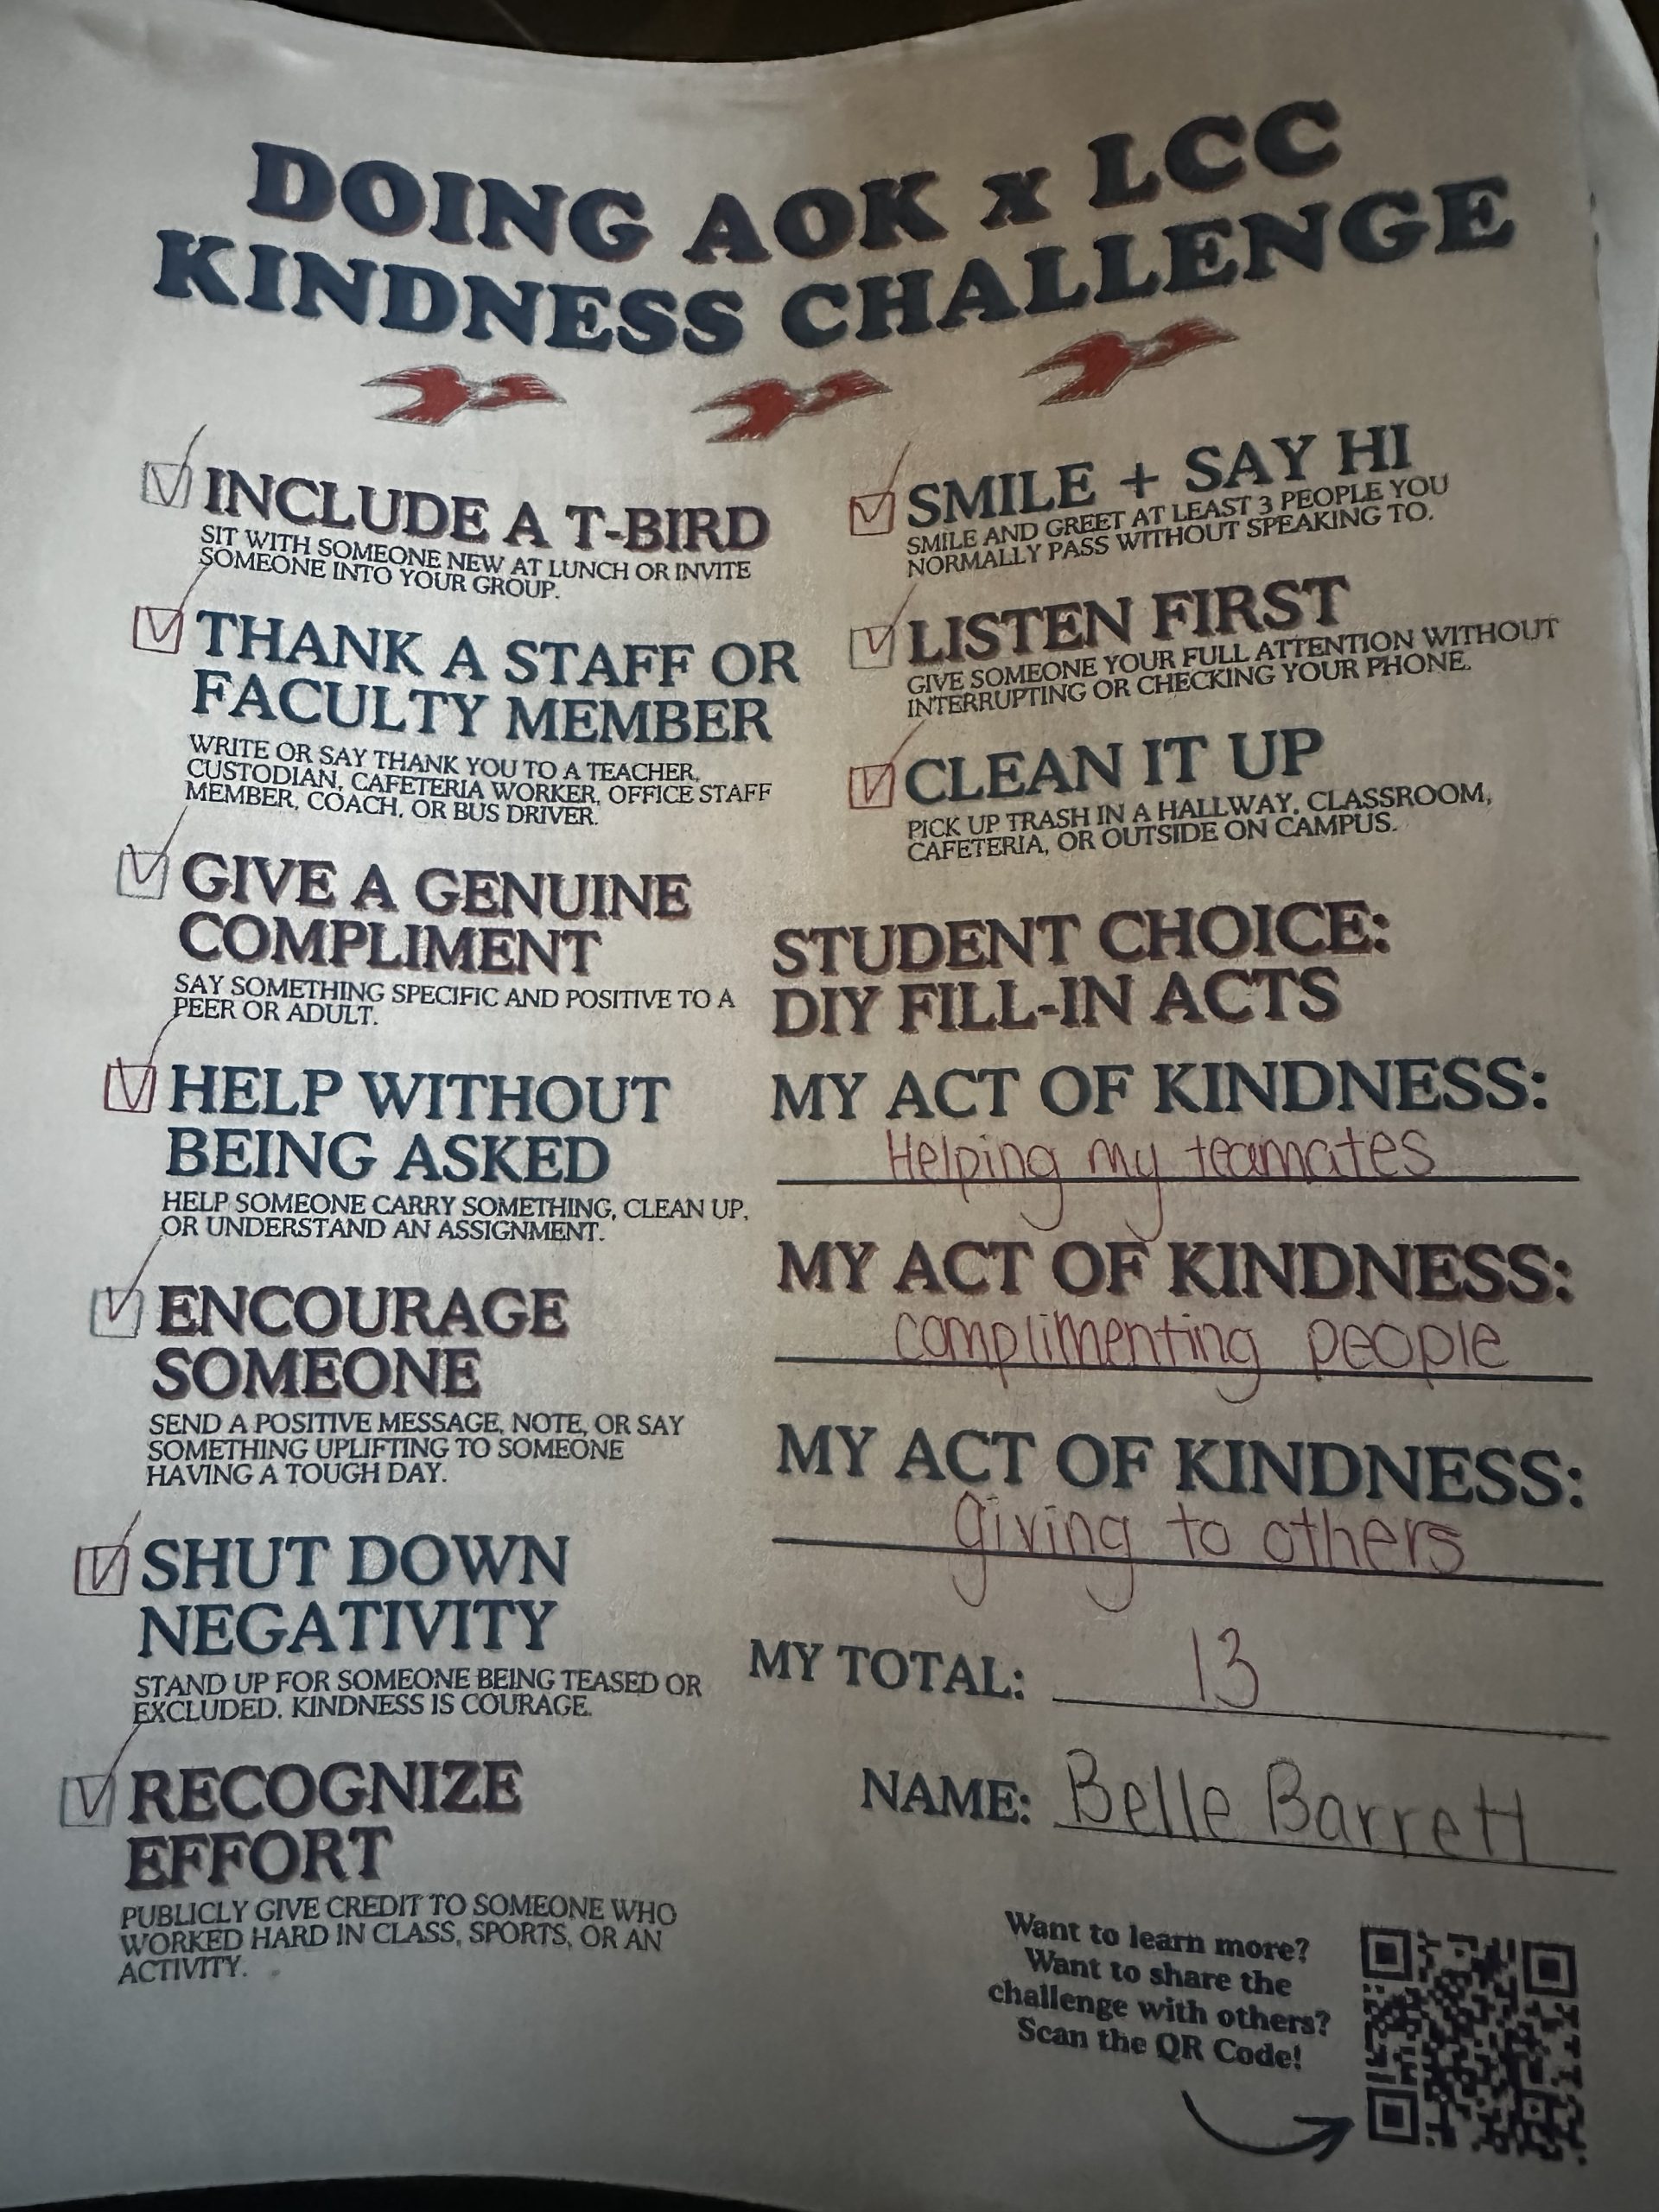 DOING AOK x LCC
KINDNESS CHALLENGE
INCLUDE A T-BIRD
SIT WITH SOMEONE NEW AT LUNCH OR INVITE
SOMEONE INTO YOUR GROUP.
THANK A STAFF OR
FACULTY MEMBER
WRITE OR SAY THANK YOU TO A TEACHER,
CUSTODIAN, CAFETERIA WORKER, OFFICE STAFF
MEMBER, COACH, OR BUS DRIVER.
GIVE A GENUINE
COMPLIMENT
SAY SOMETHING SPECIFIC AND POSITIVE TO A
PEER OR ADULT.
HELP WITHOUT
BEING ASKED
HELP SOMEONE CARRY SOMETHING, CLEAN UP,
OR UNDERSTAND AN ASSIGNMENT.
ENCOURAGE
SOMEONE
SEND A POSITIVE MESSAGE, NOTE, OR SAY
SOMETHING UPLIFTING TO SOMEONE
HAVING A TOUGH DAY.
SHUT DOWN
NEGATIVITY
STAND UP FOR SOMEONE BEING TEASED OR
EXCLUDED. KINDNESS IS COURAGE.
RECOGNIZE
EFFORT
PUBLICLY GIVE CREDIT TO SOMEONE WHO
WORKED HARD IN CLASS, SPORTS, OR AN
ACTIVITY.
SMILE + SAY HI
SMILE AND GREET AT LEAST 3 PEOPLE YOU
NORMALLY PASS WITHOUT SPEAKING TO.
LISTEN FIRST
GIVE SOMEONE YOUR FULL ATTENTION WITHOUT
INTERRUPTING OR CHECKING YOUR PHONE.
CLEAN IT UP
PICK UP TRASH IN A HALLWAY, CLASSROOM,
CAFETERIA, OR OUTSIDE ON CAMPUS.
STUDENT CHOICE:
DIY FILL-IN ACTS
MY ACT OF KINDNESS:
Helping my teamates
MY ACT OF KINDNESS:
complimenting people
MY ACT OF KINDNESS:
giving to others
MY TOTAL: 13
NAME: Belle Barrett
Want to learn more?
Want to share the
challenge with others?
Scan the QR Code!